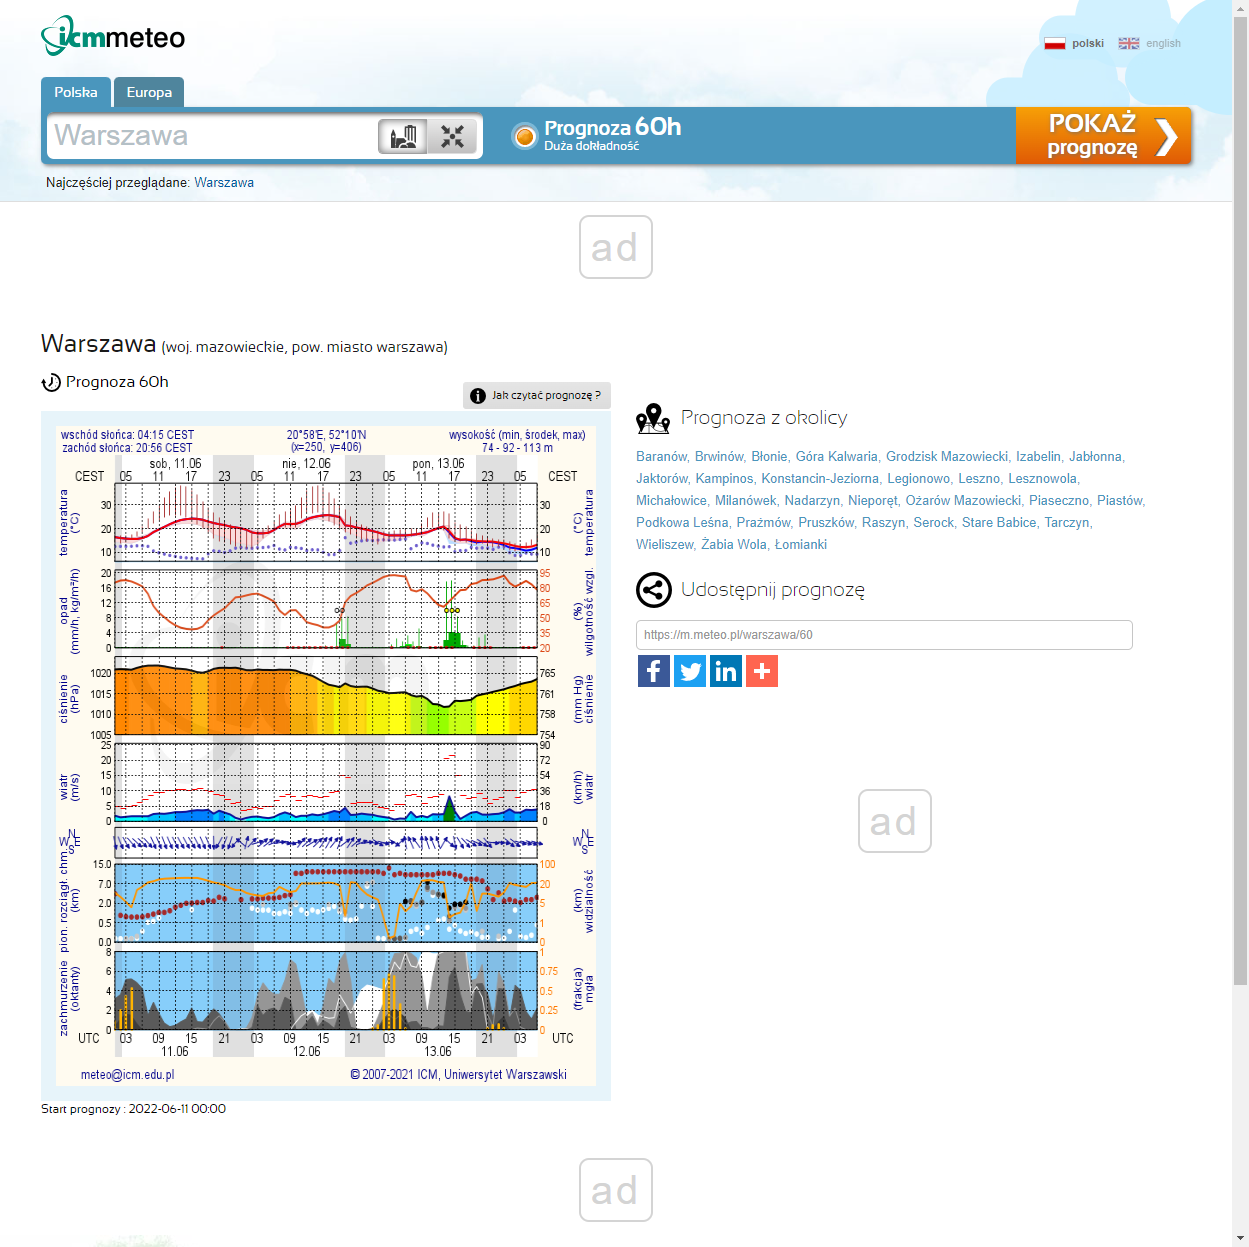 icmmeteo
polski english
Polska Europa
Warszawa
Prognoza 60h
Duża dokładność
POKAŻ
prognozę
Najczęściej przeglądane: Warszawa
ad
Warszawa (woj. mazowieckie, pow. miasto warszawa)
Prognoza 60h
Jak czytać prognozę ?
wschód słońca: 04:15 CEST
zachód słońca: 20:56 CEST
20°58'E, 52°10'N
(x=250, y=406)
wysokość (min, środek, max)
74 - 92 - 113 m
sob, 11.06 nie, 12.06 pon, 13.06
CEST 05 11 17 23 05 11 17 23 05 11 17 23 05 CEST
temperatura
(°C)
30
20
10
30
20
10
(°C)
temperatura
opad
(mm/h, kg/m²/h)
20
16
12
8
4
0
95
80
65
50
35
20
(%)
wilgotność wzgl.
ciśnienie
(hPa)
1020
1015
1010
1005
765
761
758
754
(mm Hg)
ciśnienie
wiatr
(m/s)
25
20
15
10
5
0
90
72
54
36
18
0
(km/h)
wiatr
N
W E
S
N
W E
S
pion. rozciągł. chm.
(km)
15.0
7.0
2.0
0.5
0.0
100
20
5
1
0
(km)
widzialność
zachmurzenie
(oktanty)
8
6
4
2
0
1
0.75
0.5
0.25
0
(frakcja)
mgła
UTC 03 09 15 21 03 09 15 21 03 09 15 21 03 UTC
11.06 12.06 13.06
meteo@icm.edu.pl © 2007-2021 ICM, Uniwersytet Warszawski
Start prognozy : 2022-06-11 00:00
Prognoza z okolicy
Baranów, Brwinów, Błonie, Góra Kalwaria, Grodzisk Mazowiecki, Izabelin, Jabłonna,
Jaktorów, Kampinos, Konstancin-Jeziorna, Legionowo, Leszno, Lesznowola,
Michałowice, Milanówek, Nadarzyn, Nieporęt, Ożarów Mazowiecki, Piaseczno, Piastów,
Podkowa Leśna, Prażmów, Pruszków, Raszyn, Serock, Stare Babice, Tarczyn,
Wieliszew, Żabia Wola, Łomianki
Udostępnij prognozę
https://m.meteo.pl/warszawa/60
ad
ad